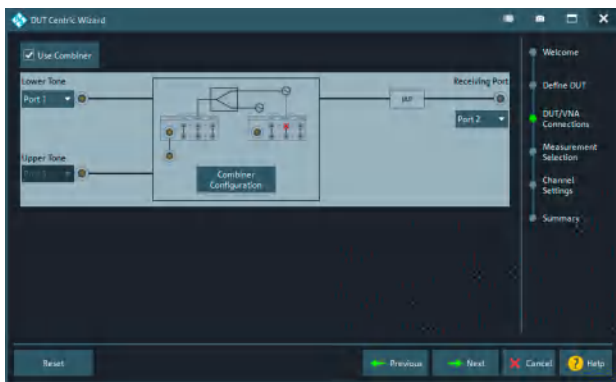 DUT Centric Wizard
Use Combiner
Lower Tone
Port 1
Upper Tone
Combiner
Configuration
DUT
Receiving Port
Port 2
Welcome
Define DUT
DUT/VNA
Connections
Measurement
Selection
Channel
Settings
Summary
Reset
Previous
Next
Cancel
? Help